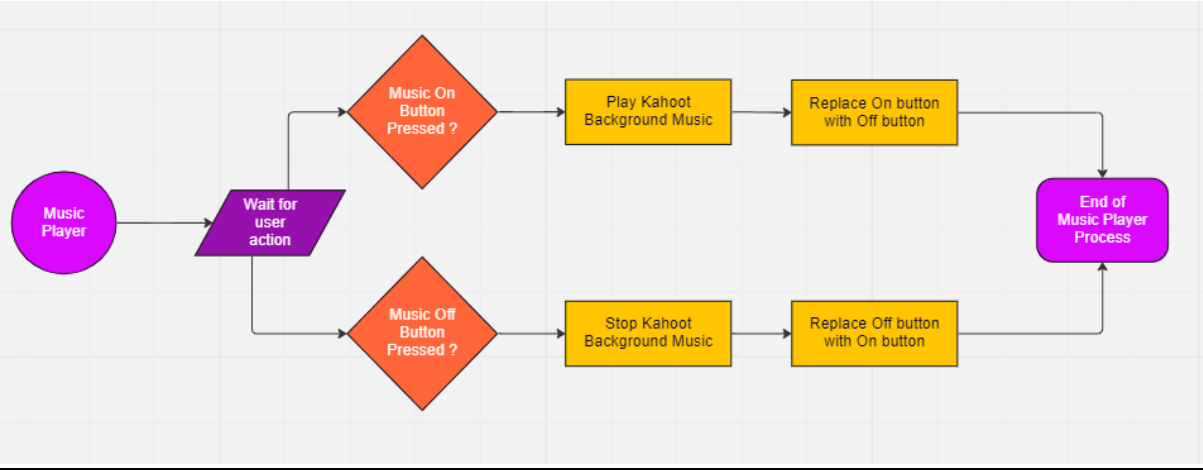 Music
Player
Wait for
user
action
Music On
Button
Pressed ?
Play Kahoot
Background Music
Replace On button
with Off button
Music Off
Button
Pressed ?
Stop Kahoot
Background Music
Replace Off button
with On button
End of
Music Player
Process